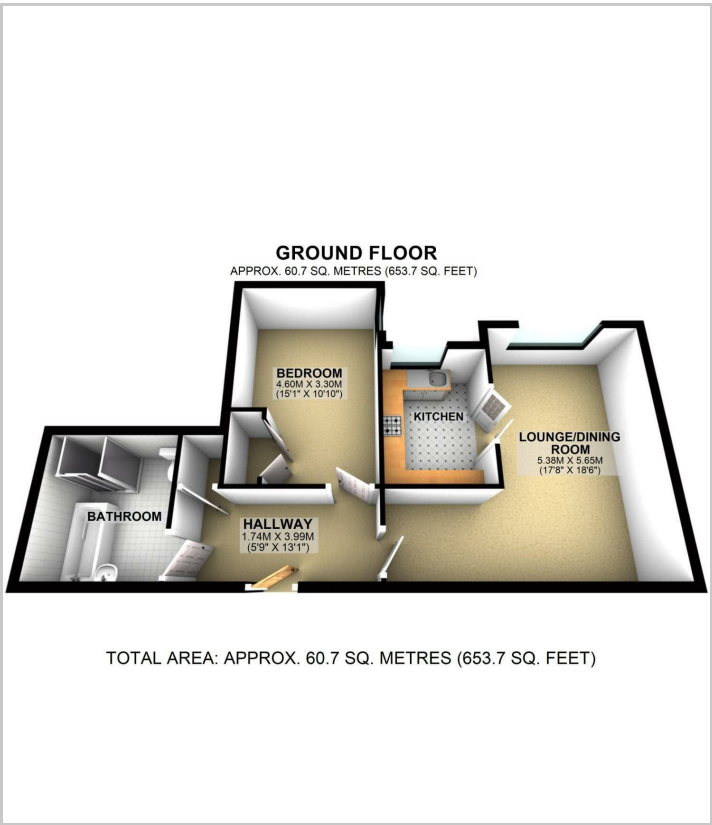 GROUND FLOOR
APPROX. 60.7 SQ. METRES (653.7 SQ. FEET)
BEDROOM
4.60M X 3.30M
(15'1" X 10'10")
KITCHEN
LOUNGE/DINING
ROOM
5.38M X 5.65M
(17'8" X 18'6")
BATHROOM
HALLWAY
1.74M X 3.99M
(5'9" X 13'1")
TOTAL AREA: APPROX. 60.7 SQ. METRES (653.7 SQ. FEET)